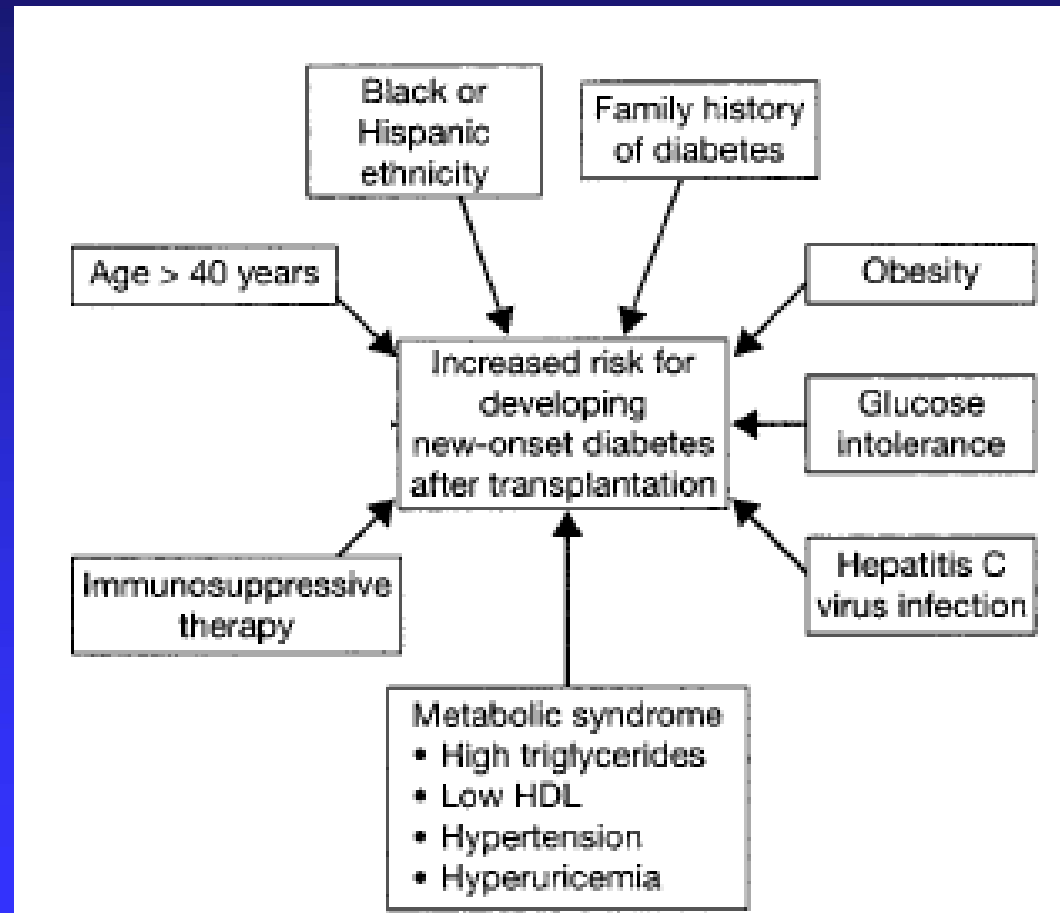 Black or
Hispanic
ethnicity
Family history
of diabetes
Age > 40 years
Obesity
Increased risk for
developing
new-onset diabetes
after transplantation
Glucose
intolerance
Immunosuppressive
therapy
Hepatitis C
virus infection
Metabolic syndrome
• High triglycerides
• Low HDL
• Hypertension
• Hyperuricemia